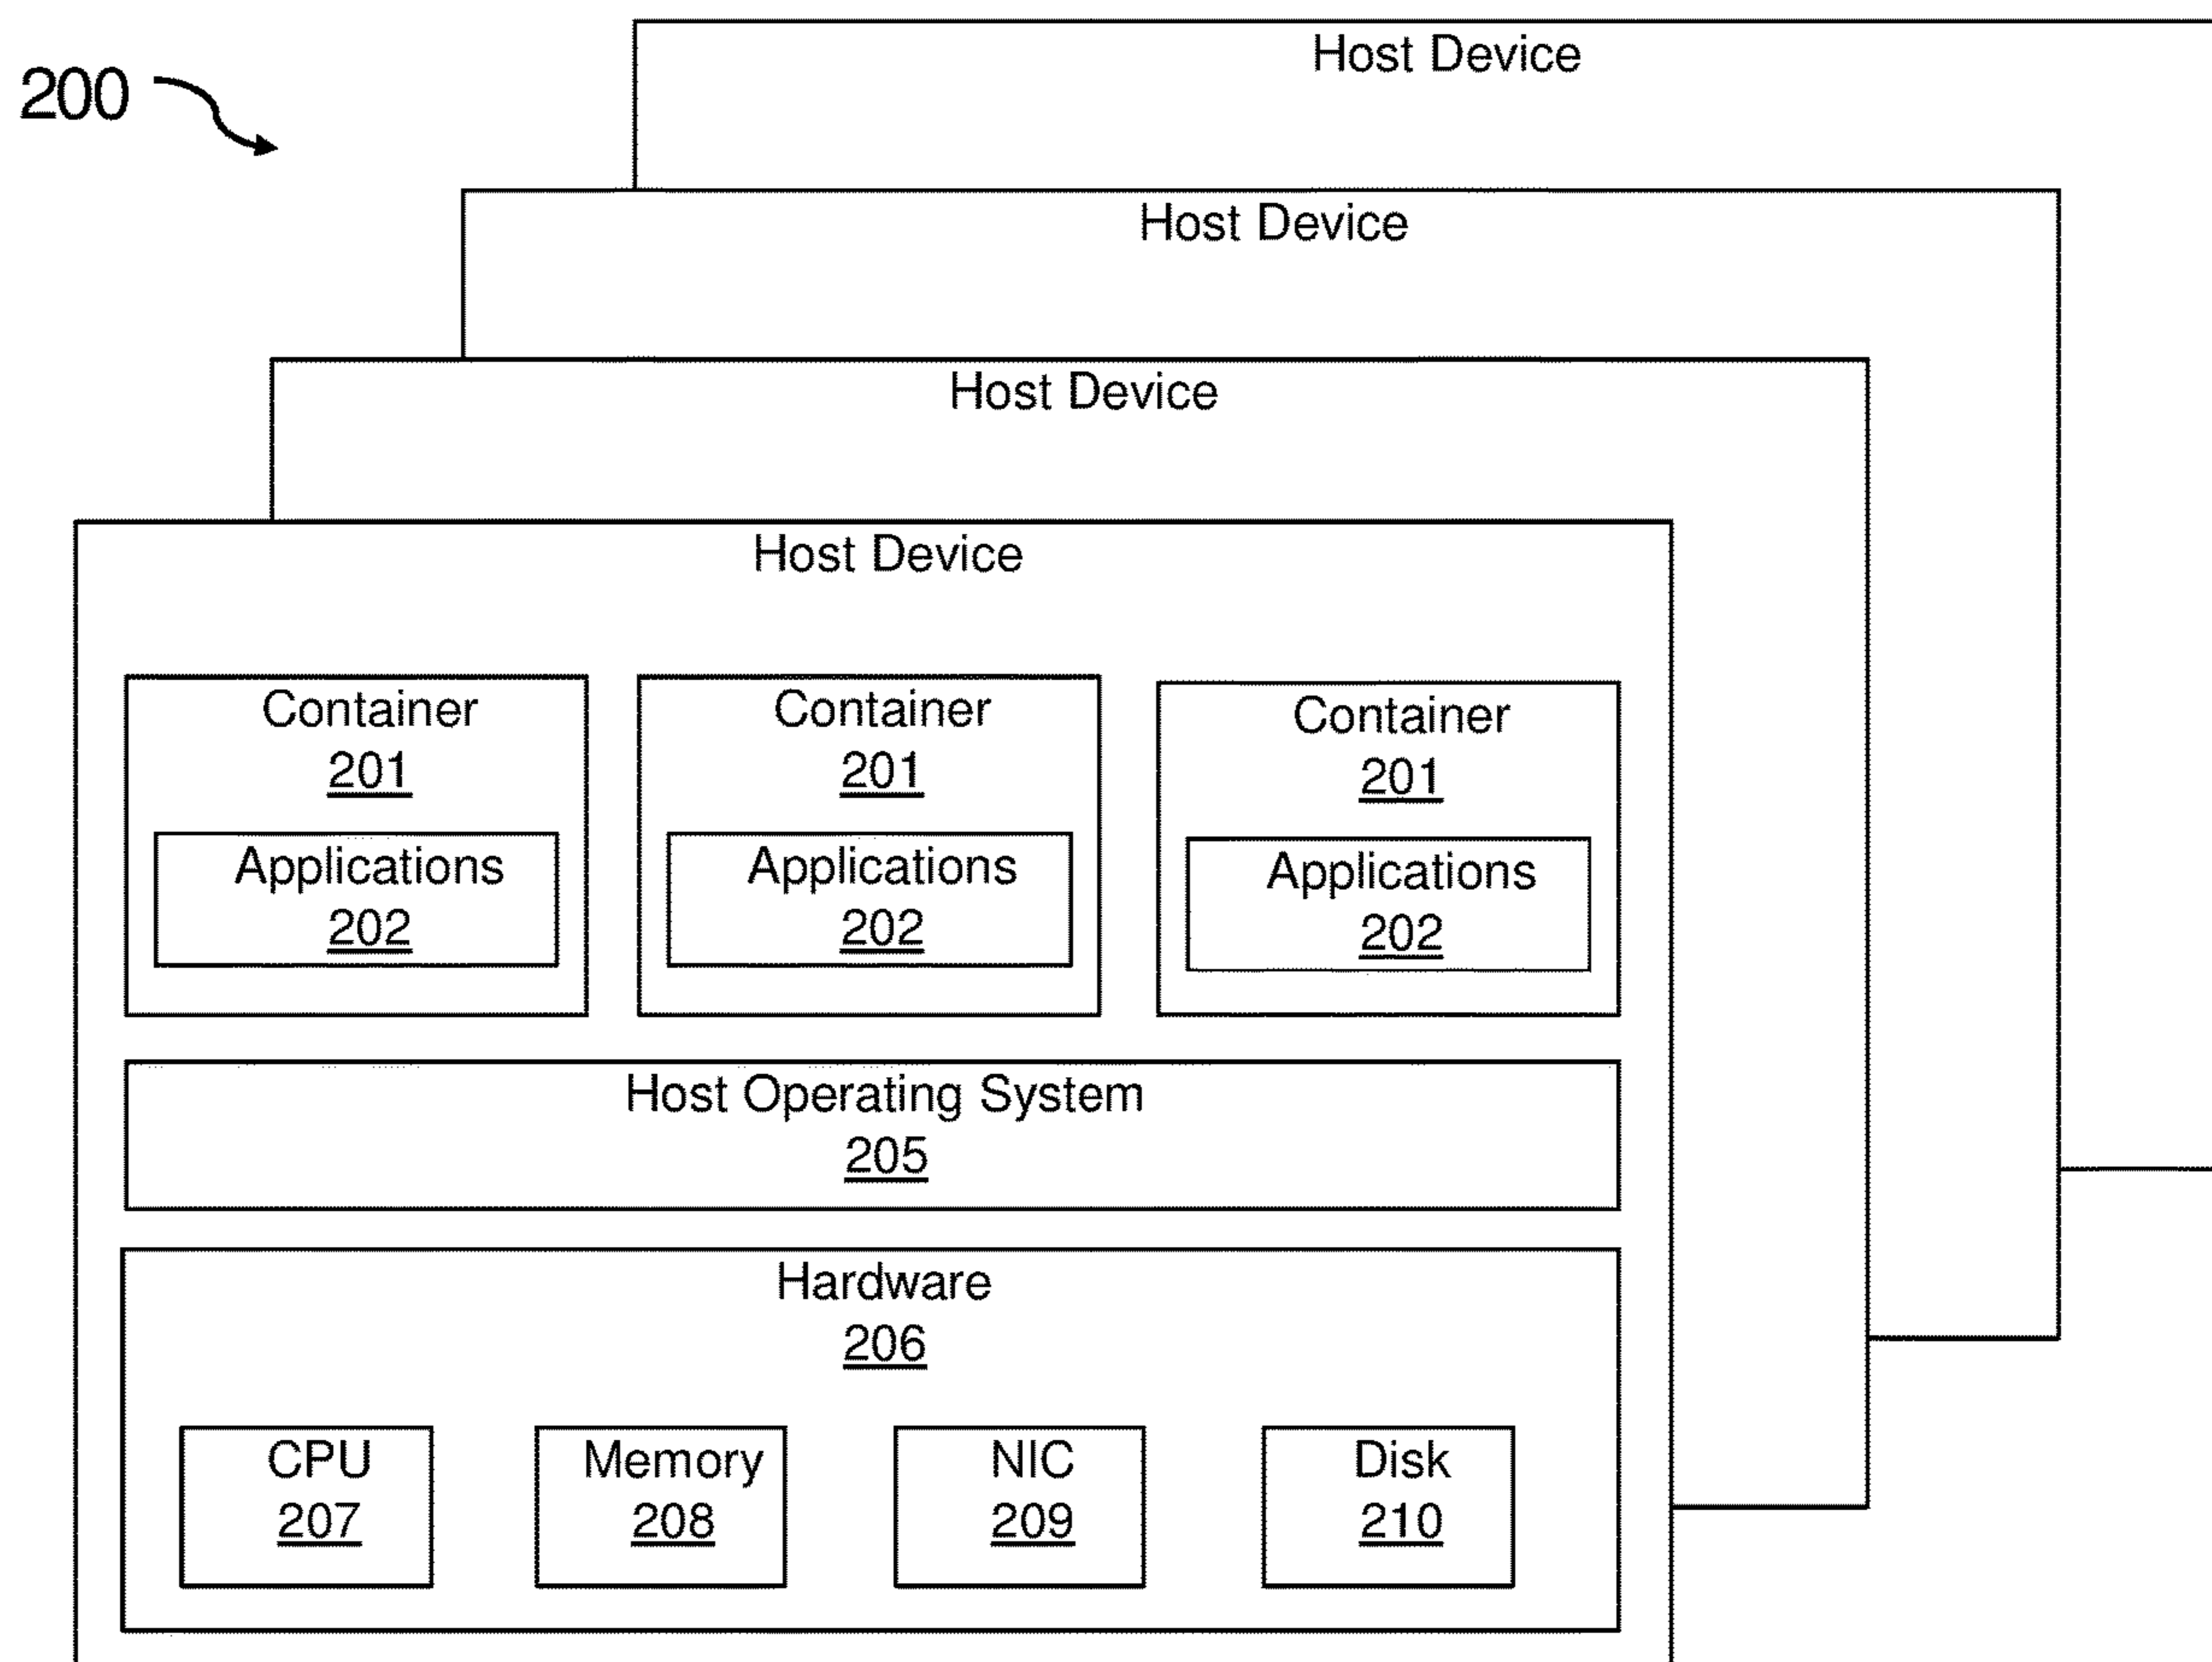 200
Host Device
Host Device
Host Device
Host Device
Container
201
Applications
202
Container
201
Applications
202
Container
201
Applications
202
Host Operating System
205
Hardware
206
CPU
207
Memory
208
NIC
209
Disk
210